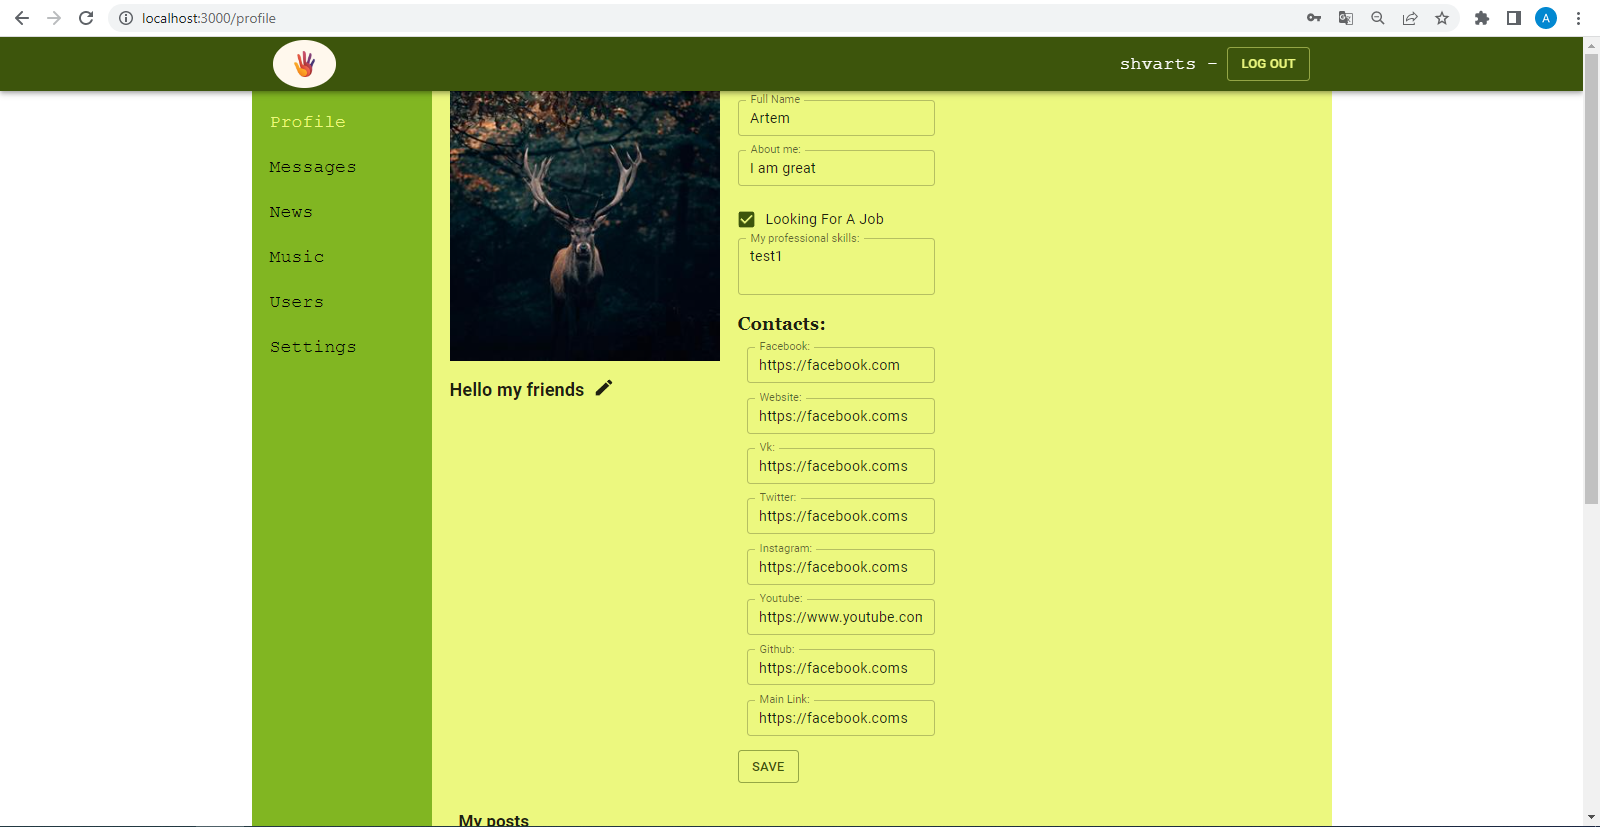 localhost:3000/profile
A
shvarts - LOG OUT
Profile
Messages
News
Music
Users
Settings
Hello my friends
Full Name
Artem
About me:
I am great
Looking For A Job
My professional skills:
test1
Contacts:
Facebook:
https://facebook.com
Website:
https://facebook.coms
Vk:
https://facebook.coms
Twitter:
https://facebook.coms
Instagram:
https://facebook.coms
Youtube:
https://www.youtube.com
Github:
https://facebook.coms
Main Link:
https://facebook.coms
SAVE
My posts